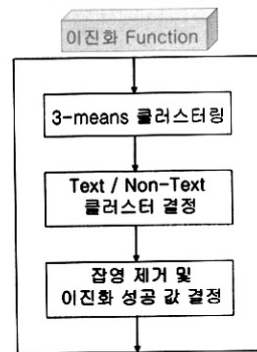 이진화 Function
3-means 클러스터링
Text / Non-Text
클러스터 결정
잡영 제거 및
이진화 성공 값 결정